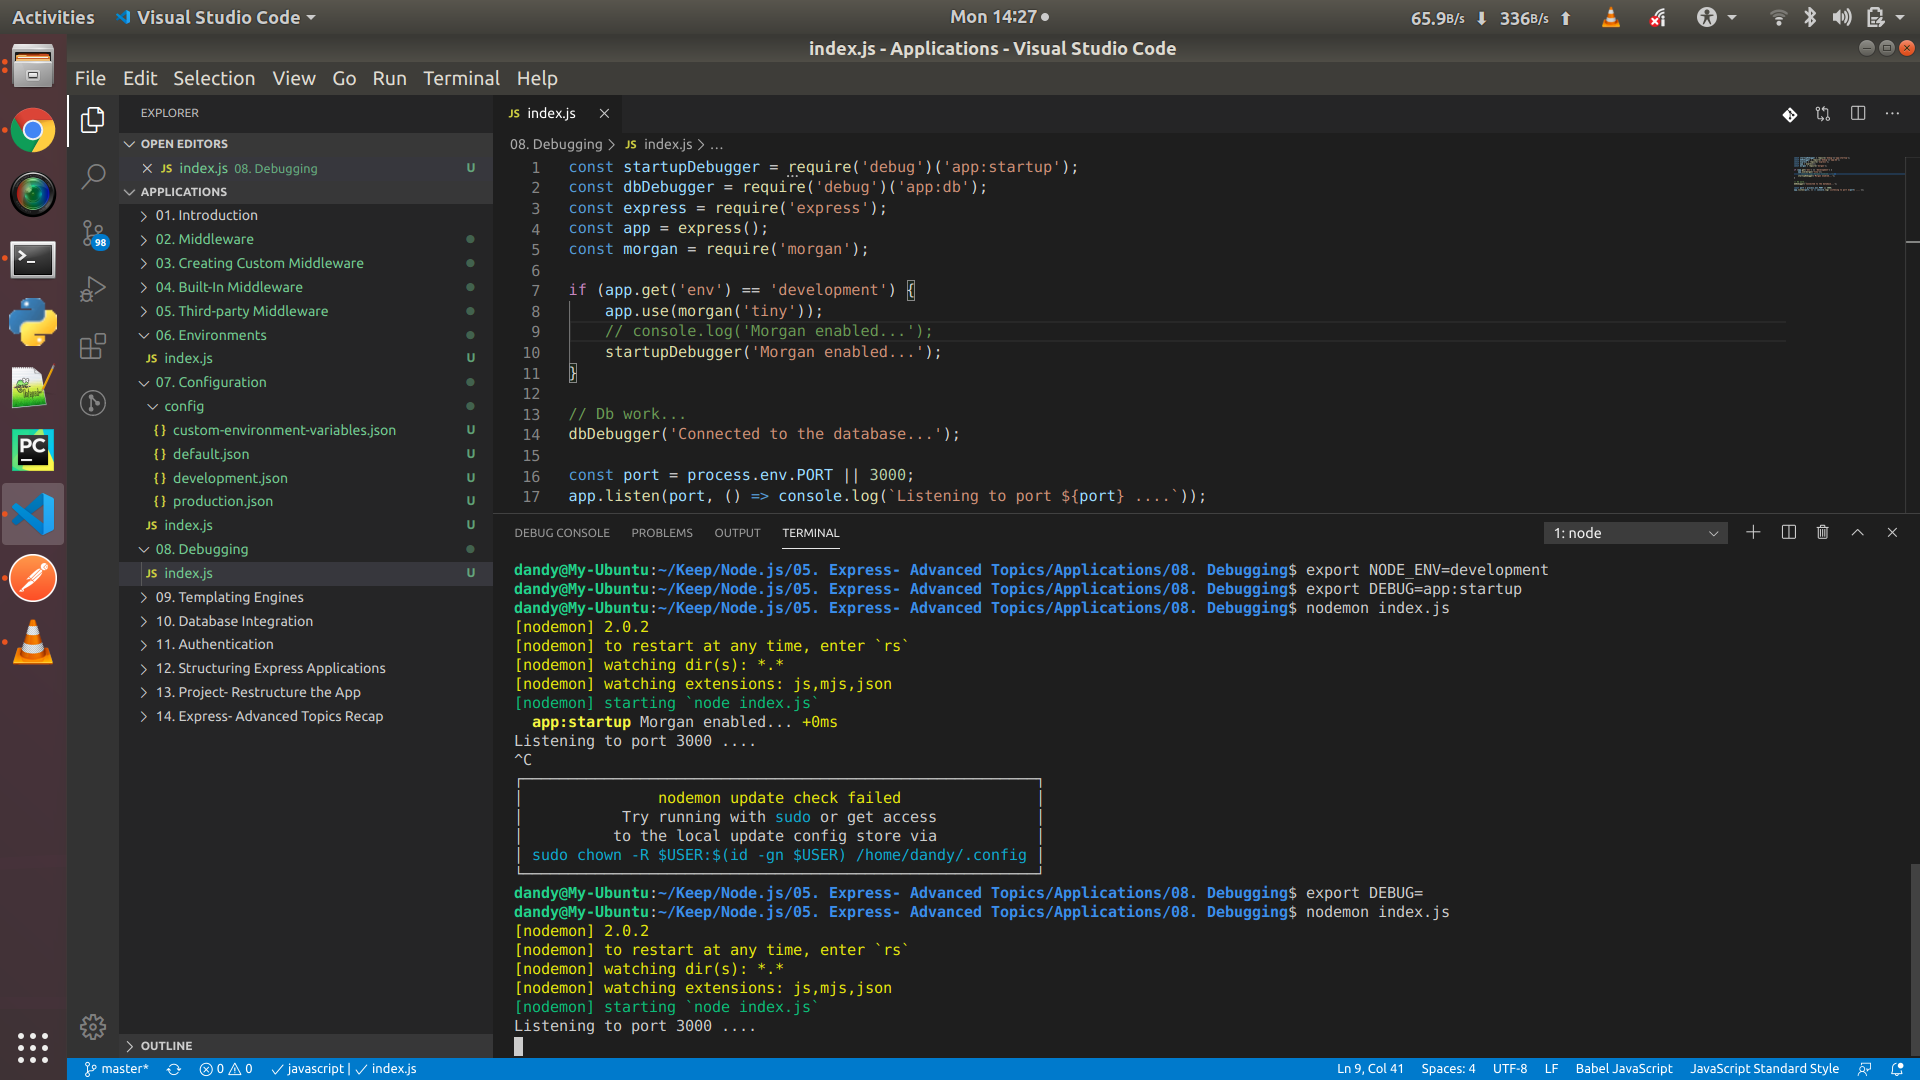 Activities
Visual Studio Code
Mon 14:27
65.9B/s
336B/s
index.js - Applications - Visual Studio Code
File Edit Selection View Go Run Terminal Help
EXPLORER
OPEN EDITORS
JS index.js 08. Debugging U
APPLICATIONS
01. Introduction
02. Middleware
03. Creating Custom Middleware
04. Built-In Middleware
05. Third-party Middleware
06. Environments
JS index.js U
07. Configuration
config
{} custom-environment-variables.json U
{} default.json U
{} development.json U
{} production.json U
JS index.js U
08. Debugging
JS index.js U
09. Templating Engines
10. Database Integration
11. Authentication
12. Structuring Express Applications
13. Project- Restructure the App
14. Express- Advanced Topics Recap
OUTLINE
98
PC
JS index.js
08. Debugging > JS index.js > ...
1 const startupDebugger = require('debug')('app:startup');
2 const dbDebugger = require('debug')('app:db');
3 const express = require('express');
4 const app = express();
5 const morgan = require('morgan');
6
7 if (app.get('env') == 'development') {
8 app.use(morgan('tiny'));
9 // console.log('Morgan enabled...');
10 startupDebugger('Morgan enabled...');
11 }
12
13 // Db work...
14 dbDebugger('Connected to the database...');
15
16 const port = process.env.PORT || 3000;
17 app.listen(port, () => console.log(`Listening to port ${port} ....`));
DEBUG CONSOLE PROBLEMS OUTPUT TERMINAL
1: node
dandy@My-Ubuntu:~/Keep/Node.js/05. Express- Advanced Topics/Applications/08. Debugging$ export NODE_ENV=development
dandy@My-Ubuntu:~/Keep/Node.js/05. Express- Advanced Topics/Applications/08. Debugging$ export DEBUG=app:startup
dandy@My-Ubuntu:~/Keep/Node.js/05. Express- Advanced Topics/Applications/08. Debugging$ nodemon index.js
[nodemon] 2.0.2
[nodemon] to restart at any time, enter `rs`
[nodemon] watching dir(s): *.*
[nodemon] watching extensions: js,mjs,json
[nodemon] starting `node index.js`
app:startup Morgan enabled... +0ms
Listening to port 3000 ....
^C
nodemon update check failed
Try running with sudo or get access
to the local update config store via
sudo chown -R $USER:$(id -gn $USER) /home/dandy/.config
dandy@My-Ubuntu:~/Keep/Node.js/05. Express- Advanced Topics/Applications/08. Debugging$ export DEBUG=
dandy@My-Ubuntu:~/Keep/Node.js/05. Express- Advanced Topics/Applications/08. Debugging$ nodemon index.js
[nodemon] 2.0.2
[nodemon] to restart at any time, enter `rs`
[nodemon] watching dir(s): *.*
[nodemon] watching extensions: js,mjs,json
[nodemon] starting `node index.js`
Listening to port 3000 ....
master* 0 0 javascript | index.js
Ln 9, Col 41 Spaces: 4 UTF-8 LF Babel JavaScript JavaScript Standard Style